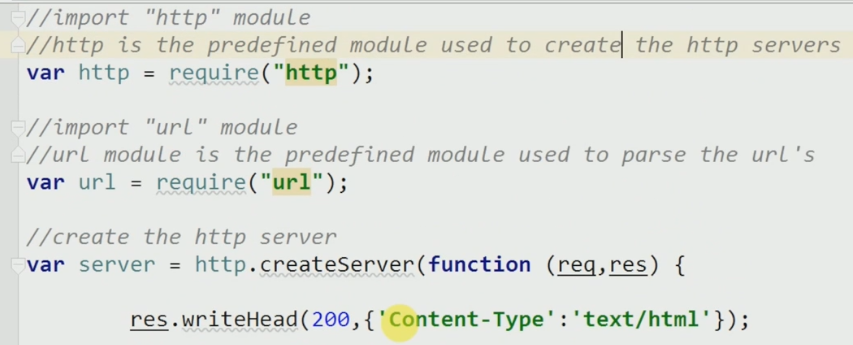 //import "http" module
//http is the predefined module used to create the http servers
var http = require("http");
//import "url" module
//url module is the predefined module used to parse the url's
var url = require("url");
//create the http server
var server = http.createServer(function (req,res) {
res.writeHead(200,{'Content-Type':'text/html'});